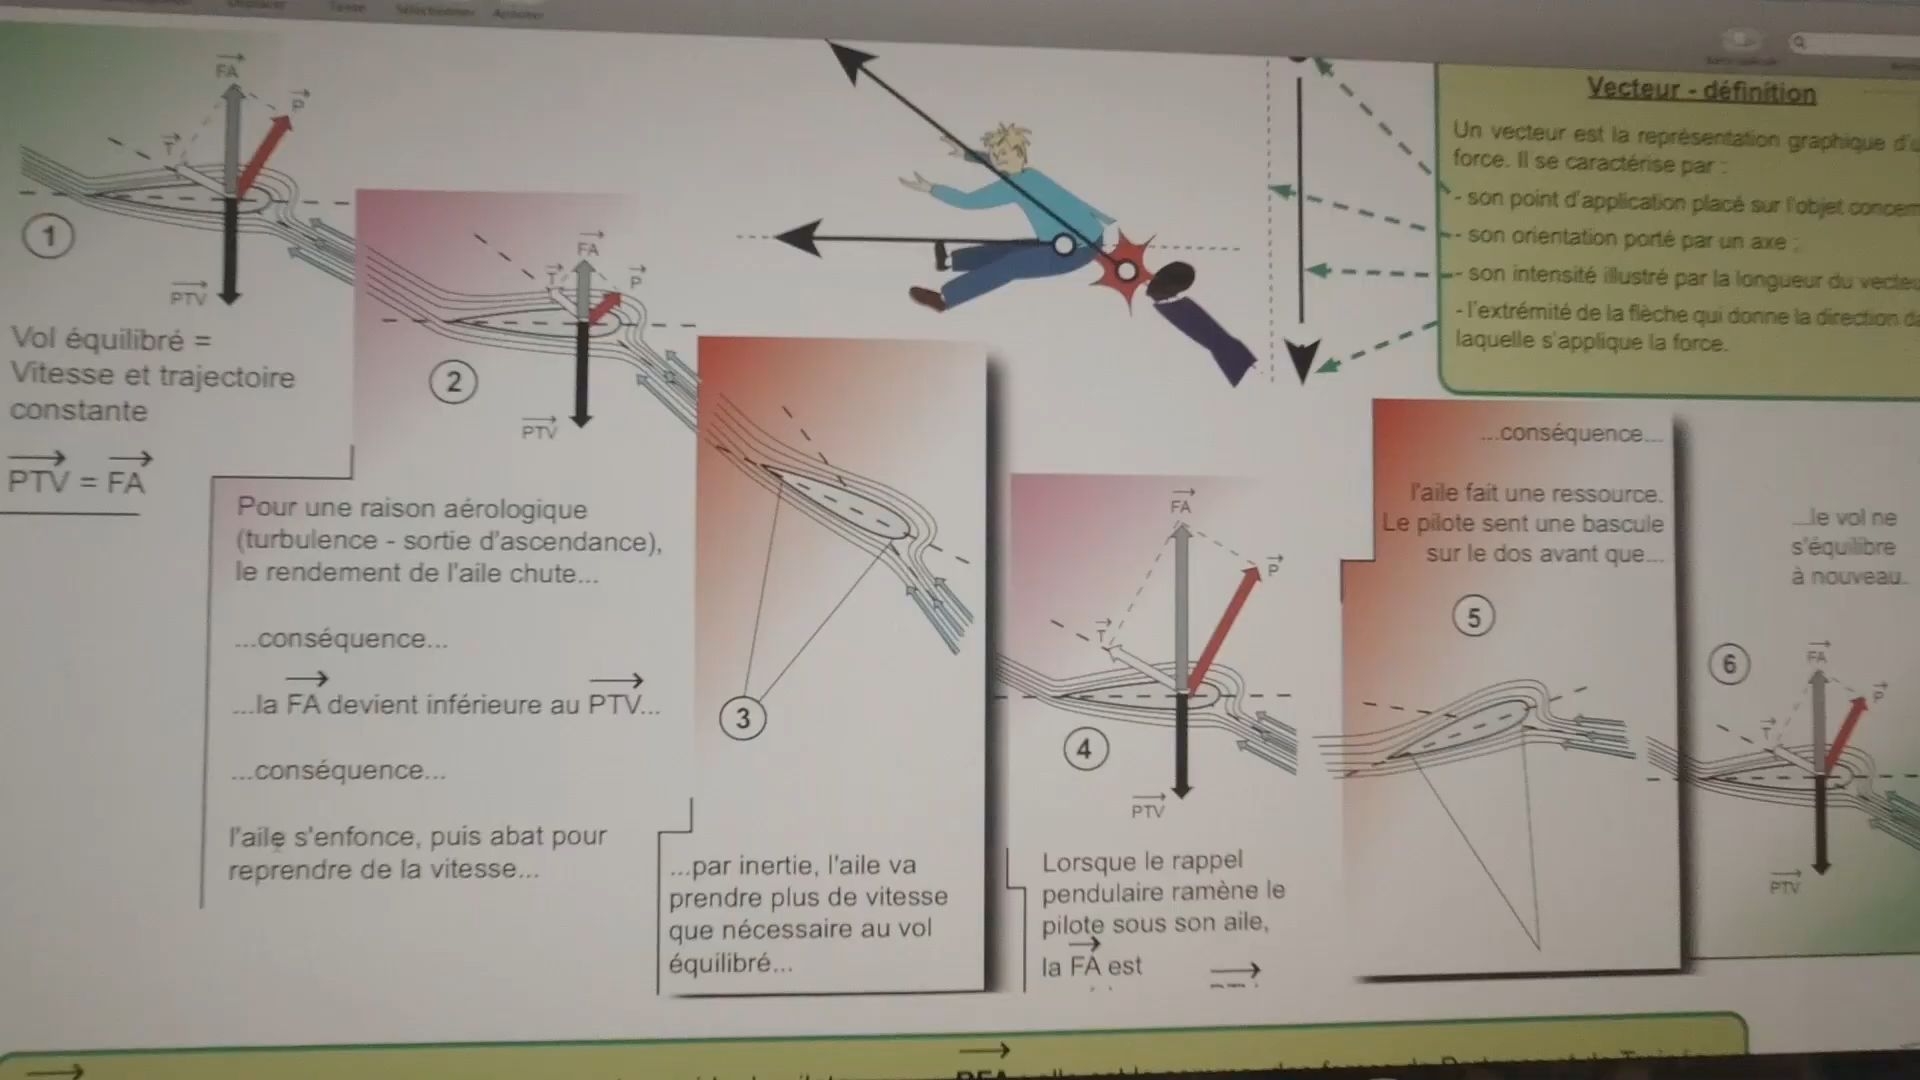 Vecteur - définition
Un vecteur est la représentation graphique
force. Il se caractérise par :
- son point d'application placé sur l'objet
- son orientation porté par un axe ;
- son intensité illustré par la longueur du
- l'extrémité de la flèche qui donne la direction
laquelle s'applique la force.
FA
P
T
1
PTV
Vol équilibré =
Vitesse et trajectoire
constante
PTV = FA
FA
P
T
2
PTV
Pour une raison aérologique
(turbulence - sortie d'ascendance),
le rendement de l'aile chute...
...conséquence...
...la FA devient inférieure au PTV...
...conséquence...
l'aile s'enfonce, puis abat pour
reprendre de la vitesse...
3
...par inertie, l'aile va
prendre plus de vitesse
que nécessaire au vol
équilibré...
FA
P
T
4
PTV
Lorsque le rappel
pendulaire ramène le
pilote sous son aile,
la FA est
...conséquence...
l'aile fait une ressource.
Le pilote sent une bascule
sur le dos avant que...
5
...le vol ne
s'équilibre
à nouveau.
6
FA
P
T
PTV